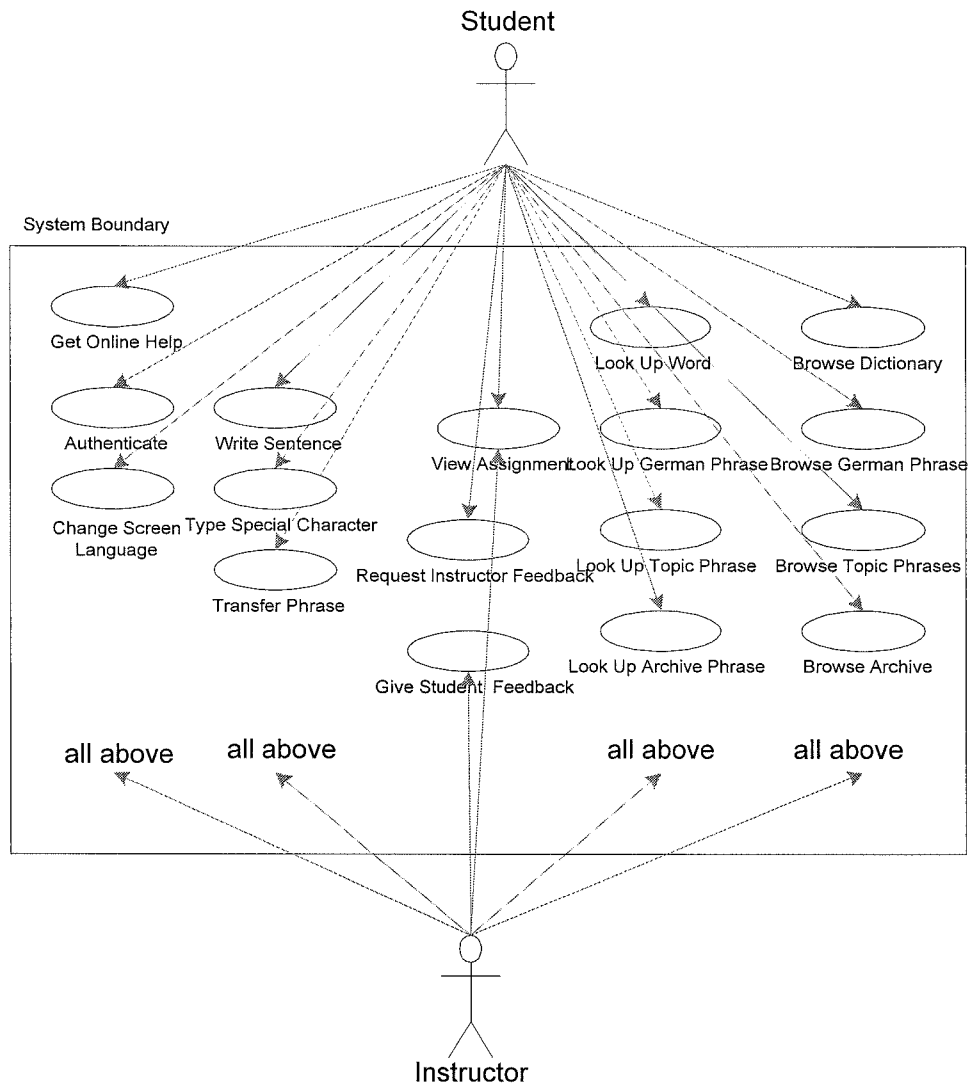 Student
System Boundary
Get Online Help
Look Up Word
Browse Dictionary
Authenticate
Write Sentence
View Assignment
Look Up German Phrase
Browse German Phrase
Change Screen
Language
Type Special Character
Request Instructor Feedback
Look Up Topic Phrase
Browse Topic Phrases
Transfer Phrase
Give Student Feedback
Look Up Archive Phrase
Browse Archive
all above
all above
all above
all above
Instructor